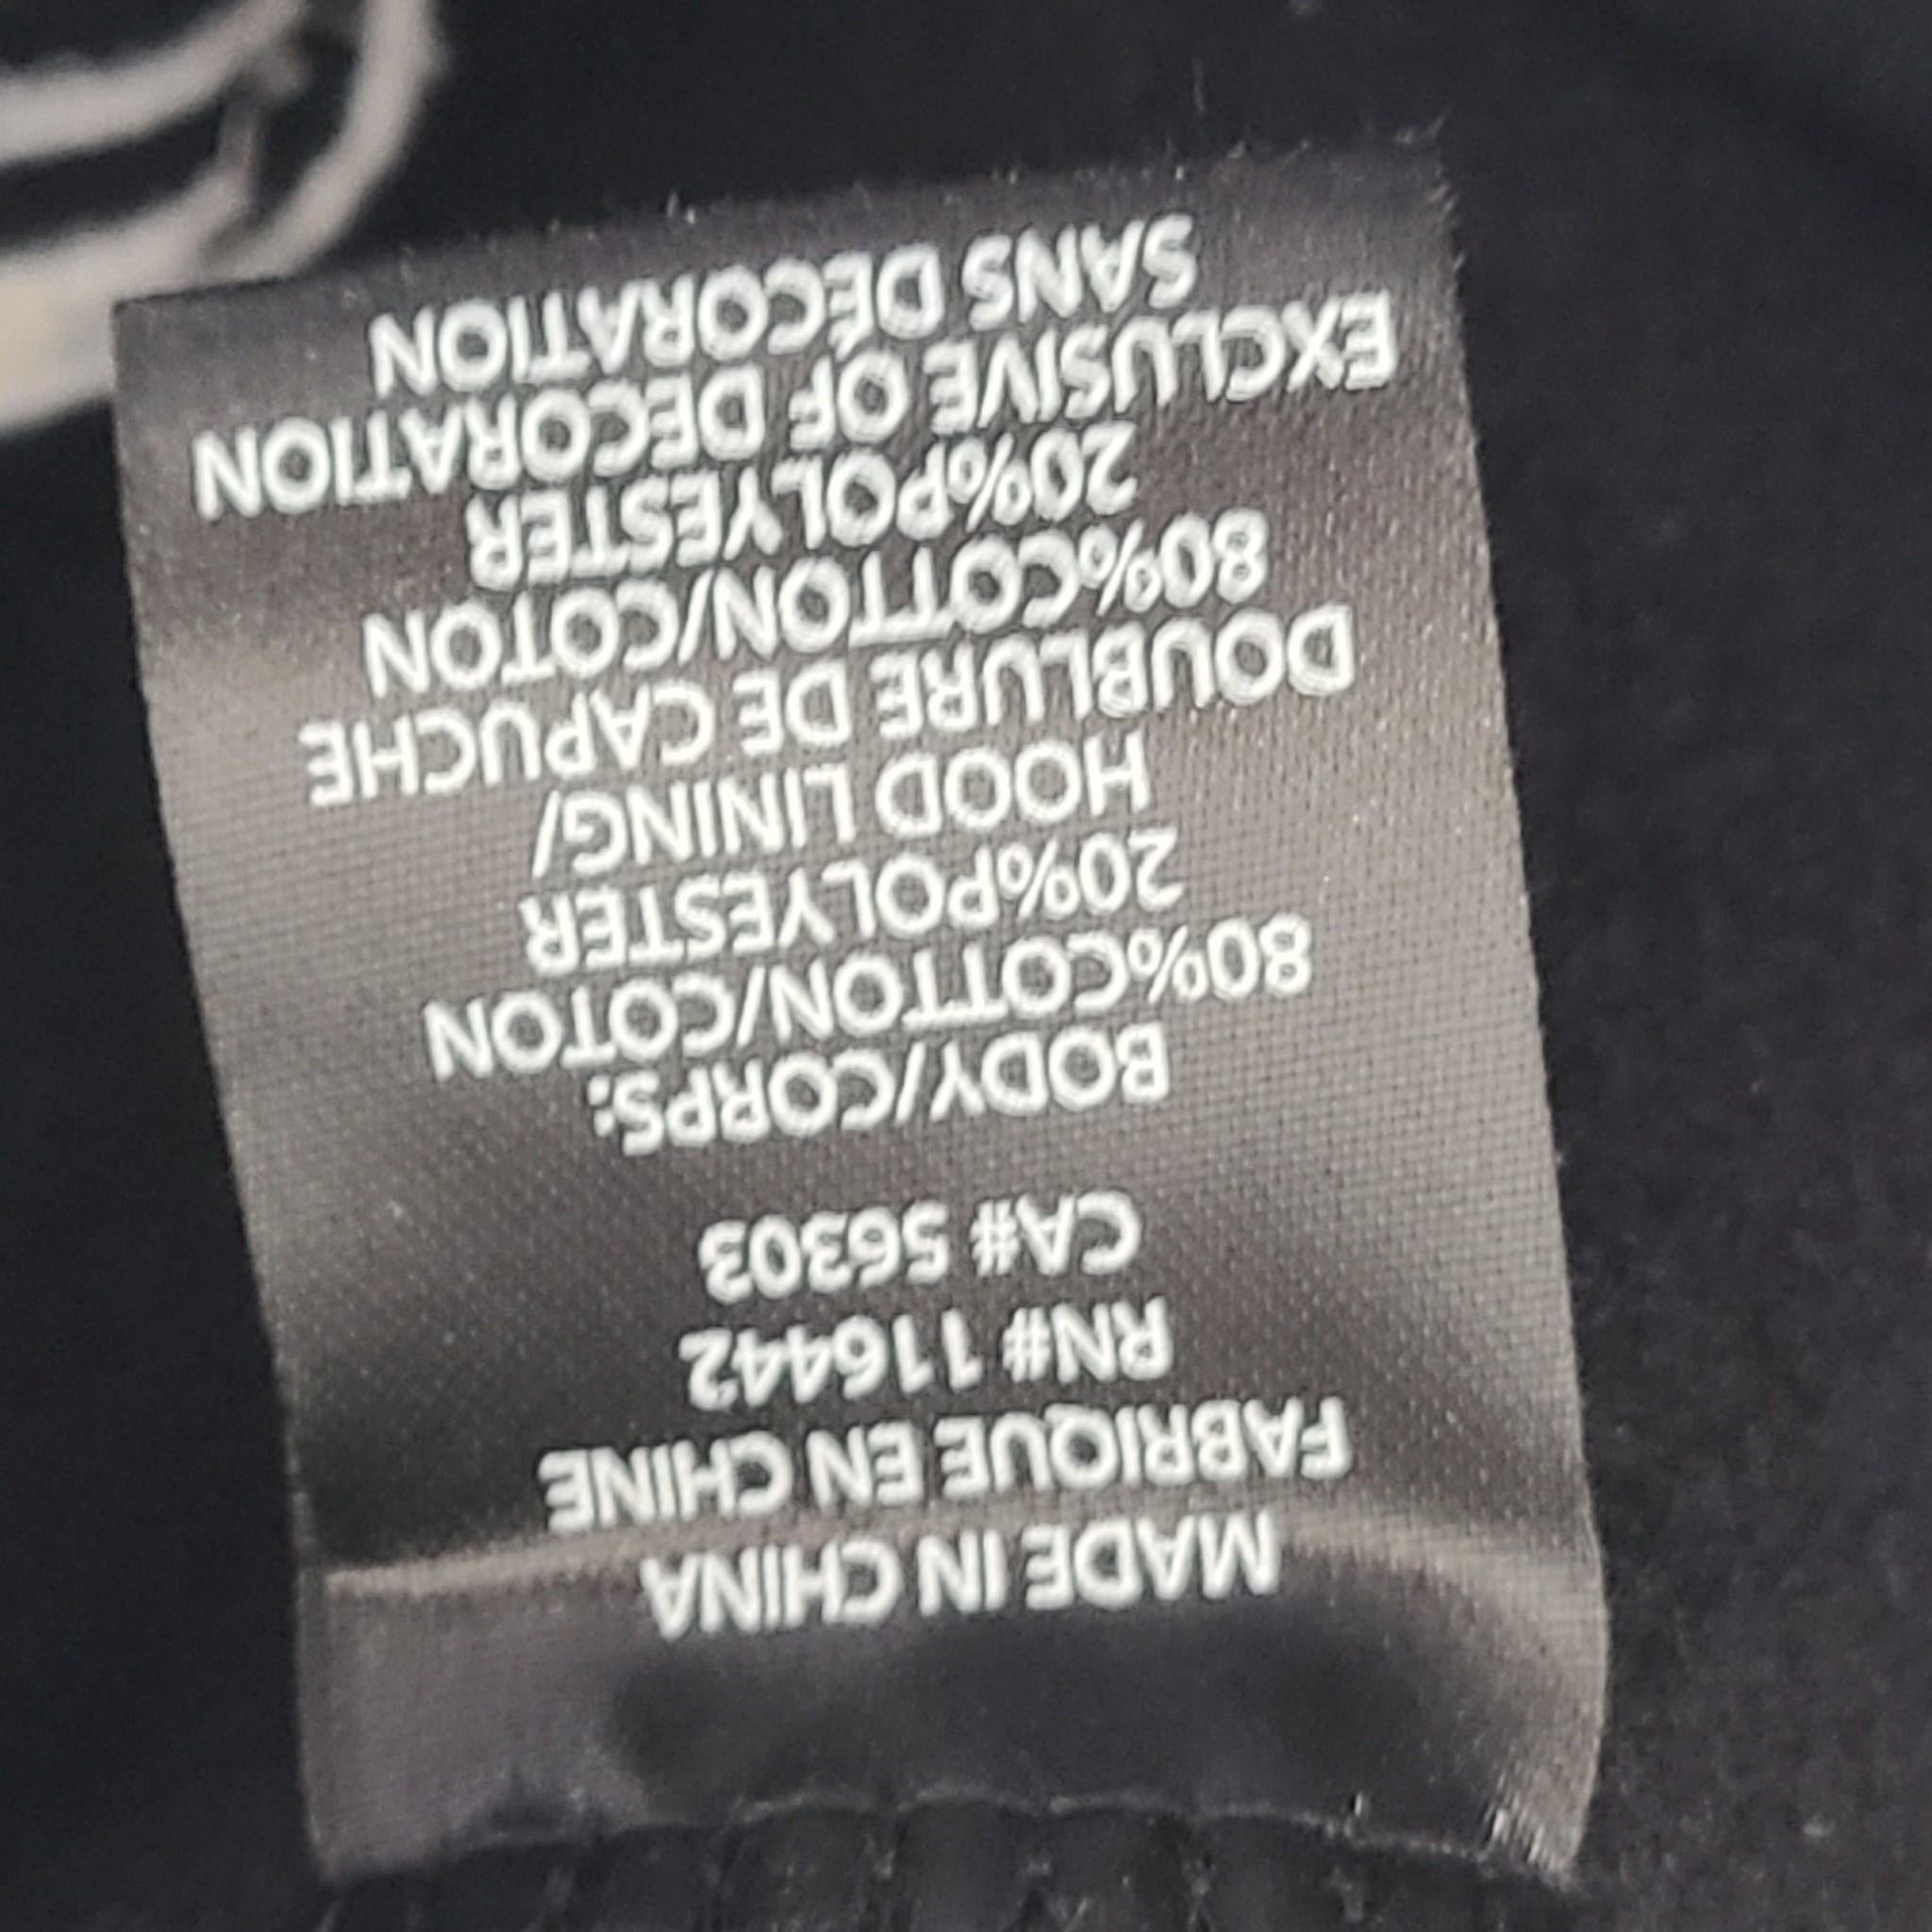 MADE IN CHINA
FABRIQUE EN CHINE
RN# 116442
CA# 56303
BODY/CORPS:
80%COTTON/COTON
20%POLYESTER
HOOD LINING/
DOUBLURE DE CAPUCHE
80%COTTON/COTON
20%POLYESTER
EXCLUSIVE OF DECORATION
SANS DÉCORATION